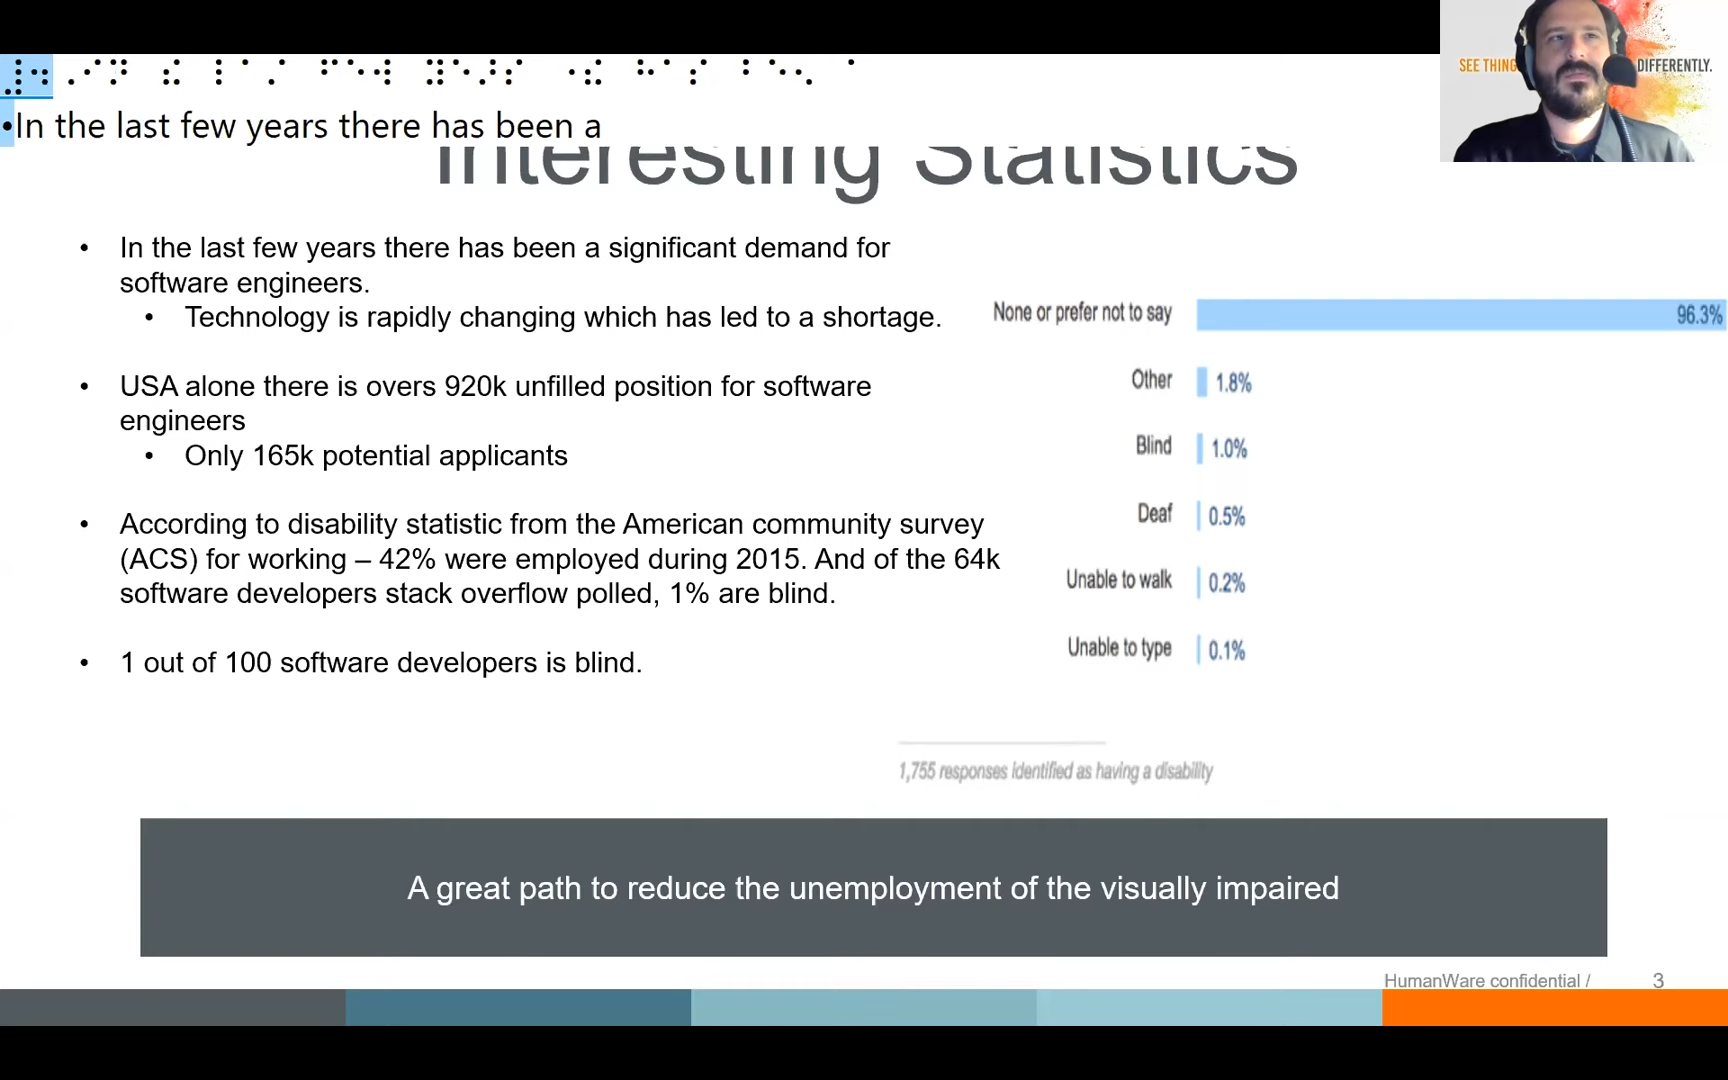 •In the last few years there has been a
SEE THING
DIFFERENTLY.
Interesting Statistics
• In the last few years there has been a significant demand for
software engineers.
• Technology is rapidly changing which has led to a shortage.
• USA alone there is overs 920k unfilled position for software
engineers
• Only 165k potential applicants
• According to disability statistic from the American community survey
(ACS) for working – 42% were employed during 2015. And of the 64k
software developers stack overflow polled, 1% are blind.
• 1 out of 100 software developers is blind.
None or prefer not to say 96.3%
Other 1.8%
Blind 1.0%
Deaf 0.5%
Unable to walk 0.2%
Unable to type 0.1%
1,755 responses identified as having a disability
A great path to reduce the unemployment of the visually impaired
HumanWare confidential / 3